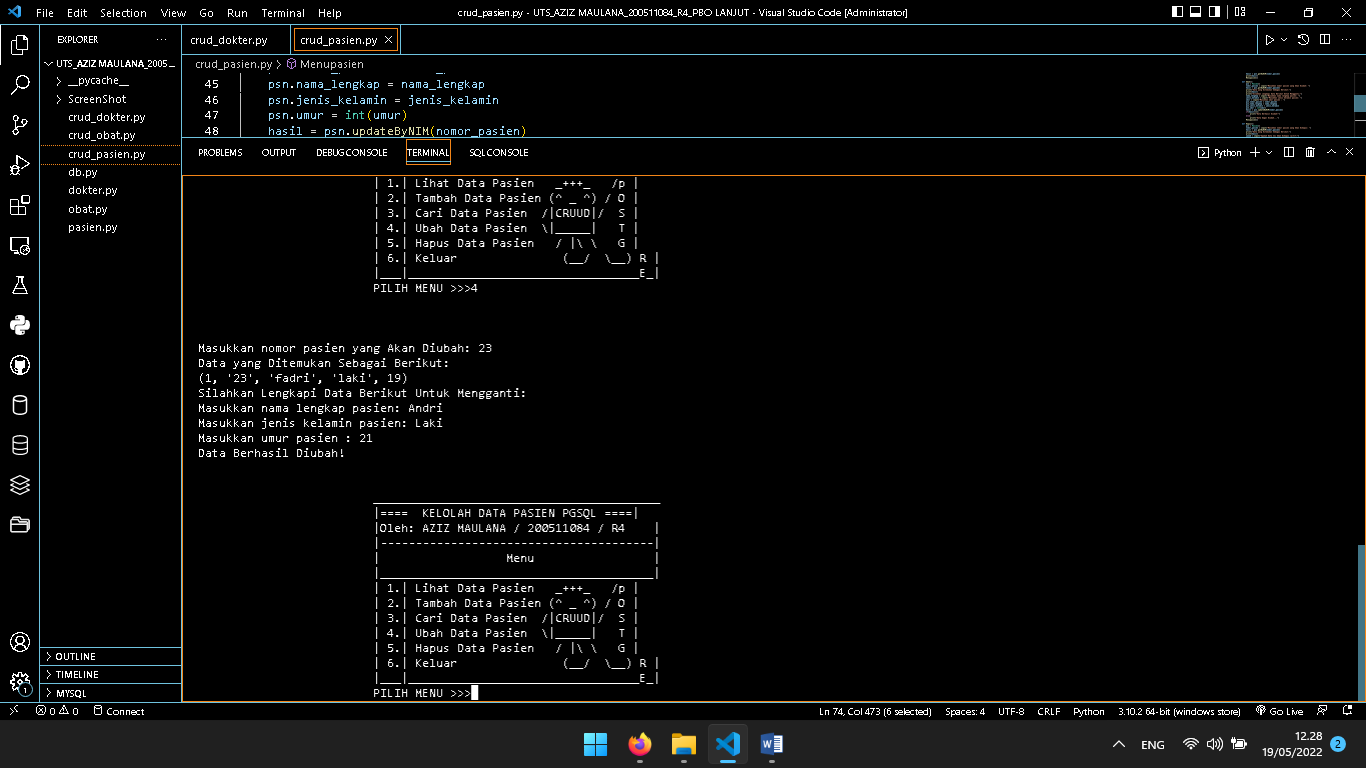 File Edit Selection View Go Run Terminal Help
crud_pasien.py - UTS_AZIZ MAULANA_200511084_R4_PBO LANJUT - Visual Studio Code [Administrator]
EXPLORER
UTS_AZIZ MAULANA_2005...
__pycache__
ScreenShot
crud_dokter.py
crud_obat.py
crud_pasien.py
db.py
dokter.py
obat.py
pasien.py
OUTLINE
TIMELINE
MYSQL
crud_dokter.py crud_pasien.py
crud_pasien.py > Menupasien
45 psn.nama_lengkap = nama_lengkap
46 psn.jenis_kelamin = jenis_kelamin
47 psn.umur = int(umur)
48 hasil = psn.updateByNIM(nomor_pasien)
PROBLEMS OUTPUT DEBUG CONSOLE TERMINAL SQL CONSOLE
Python
| 1.| Lihat Data Pasien   _+++_   /p |
| 2.| Tambah Data Pasien (^ _ ^) / O |
| 3.| Cari Data Pasien  /|CRUUD|/  S |
| 4.| Ubah Data Pasien  \|_____|   T |
| 5.| Hapus Data Pasien   / |\ \   G |
| 6.| Keluar               (__/  \__) R |
|___|_________________________________E_|
PILIH MENU >>>4
Masukkan nomor pasien yang Akan Diubah: 23
Data yang Ditemukan Sebagai Berikut:
(1, '23', 'fadri', 'laki', 19)
Silahkan Lengkapi Data Berikut Untuk Mengganti:
Masukkan nama lengkap pasien: Andri
Masukkan jenis kelamin pasien: Laki
Masukkan umur pasien : 21
Data Berhasil Diubah!
|====  KELOLAH DATA PASIEN PGSQL ====|
|Oleh: AZIZ MAULANA / 200511084 / R4    |
|---------------------------------------|
|                  Menu                 |
|_______________________________________|
| 1.| Lihat Data Pasien   _+++_   /p |
| 2.| Tambah Data Pasien (^ _ ^) / O |
| 3.| Cari Data Pasien  /|CRUUD|/  S |
| 4.| Ubah Data Pasien  \|_____|   T |
| 5.| Hapus Data Pasien   / |\ \   G |
| 6.| Keluar               (__/  \__) R |
|___|_________________________________E_|
PILIH MENU >>>
1
0 0 Connect
Ln 74, Col 473 (6 selected) Spaces: 4 UTF-8 CRLF Python 3.10.2 64-bit (windows store) Go Live
ENG
12.28
19/05/2022
2